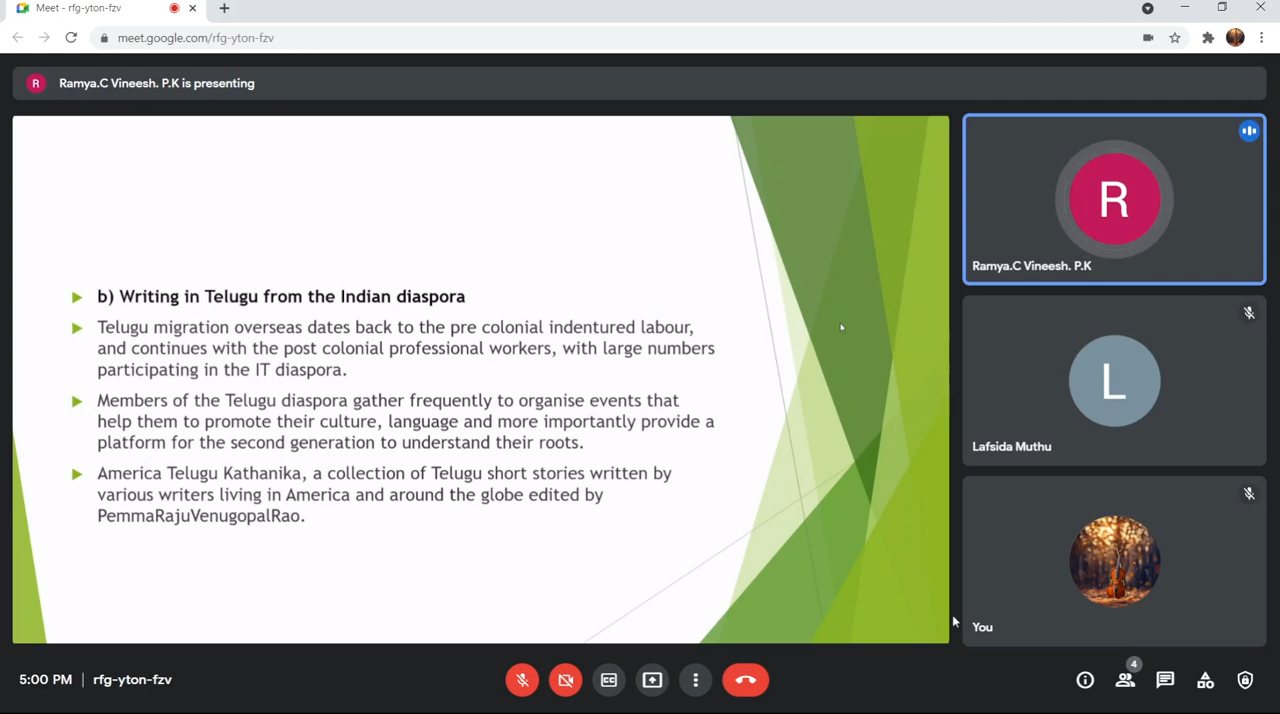 Meet - rfg-yton-fzv
meet.google.com/rfg-yton-fzv
R
Ramya.C Vineesh. P.K is presenting
b) Writing in Telugu from the Indian diaspora
Telugu migration overseas dates back to the pre colonial indentured labour,
and continues with the post colonial professional workers, with large numbers
participating in the IT diaspora.
Members of the Telugu diaspora gather frequently to organise events that
help them to promote their culture, language and more importantly provide a
platform for the second generation to understand their roots.
America Telugu Kathanika, a collection of Telugu short stories written by
various writers living in America and around the globe edited by
PemmaRajuVenugopalRao.
R
Ramya.C Vineesh. P.K
L
Lafsida Muthu
You
5:00 PM | rfg-yton-fzv
CC
4